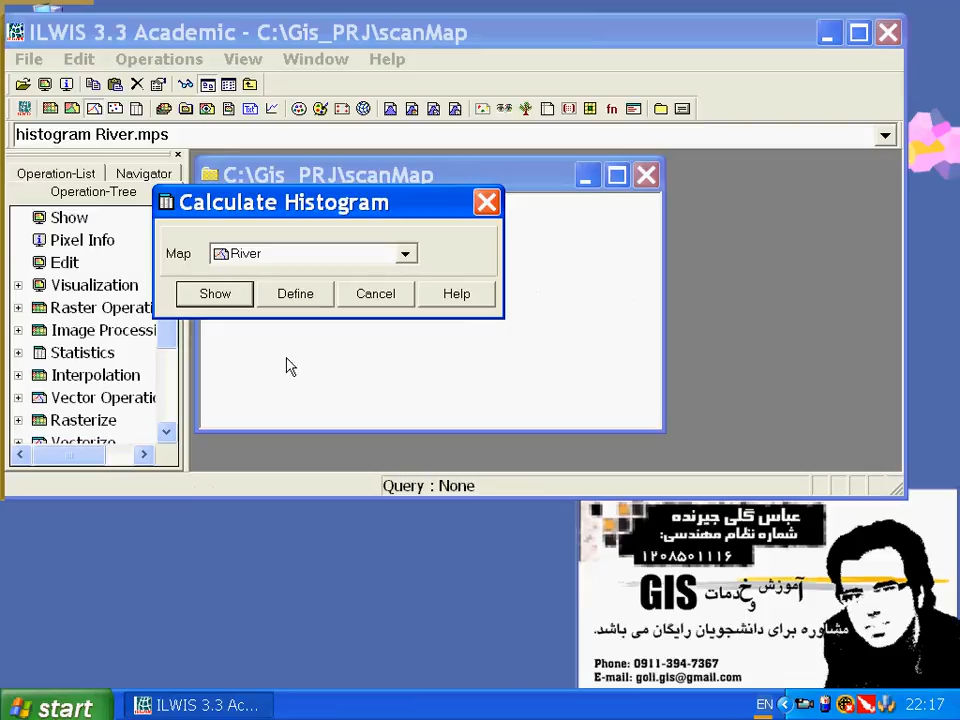 ILWIS 3.3 Academic - C:\Gis_PRJ\scanMap
File Edit Operations View Window Help
histogram River.mps
Operation-List Navigator
Operation-Tree
Show
Pixel Info
Edit
Visualization
Raster Operati
Image Processi
Statistics
Interpolation
Vector Operatio
Rasterize
Vectorize
C:\Gis_PRJ\scanMap
Calculate Histogram
Map River
Show Define Cancel Help
Query : None
عباس گلی جیرنده
شماره نظام مهندسی:
۱۲۰۸۵۰۱۱۱۶
GIS آموزش و خدمات
مشاوره برای دانشجویان رایگان می باشد.
Phone: 0911-394-7367
E-mail: goli.gis@gmail.com
start ILWIS 3.3 Ac... EN 22:17